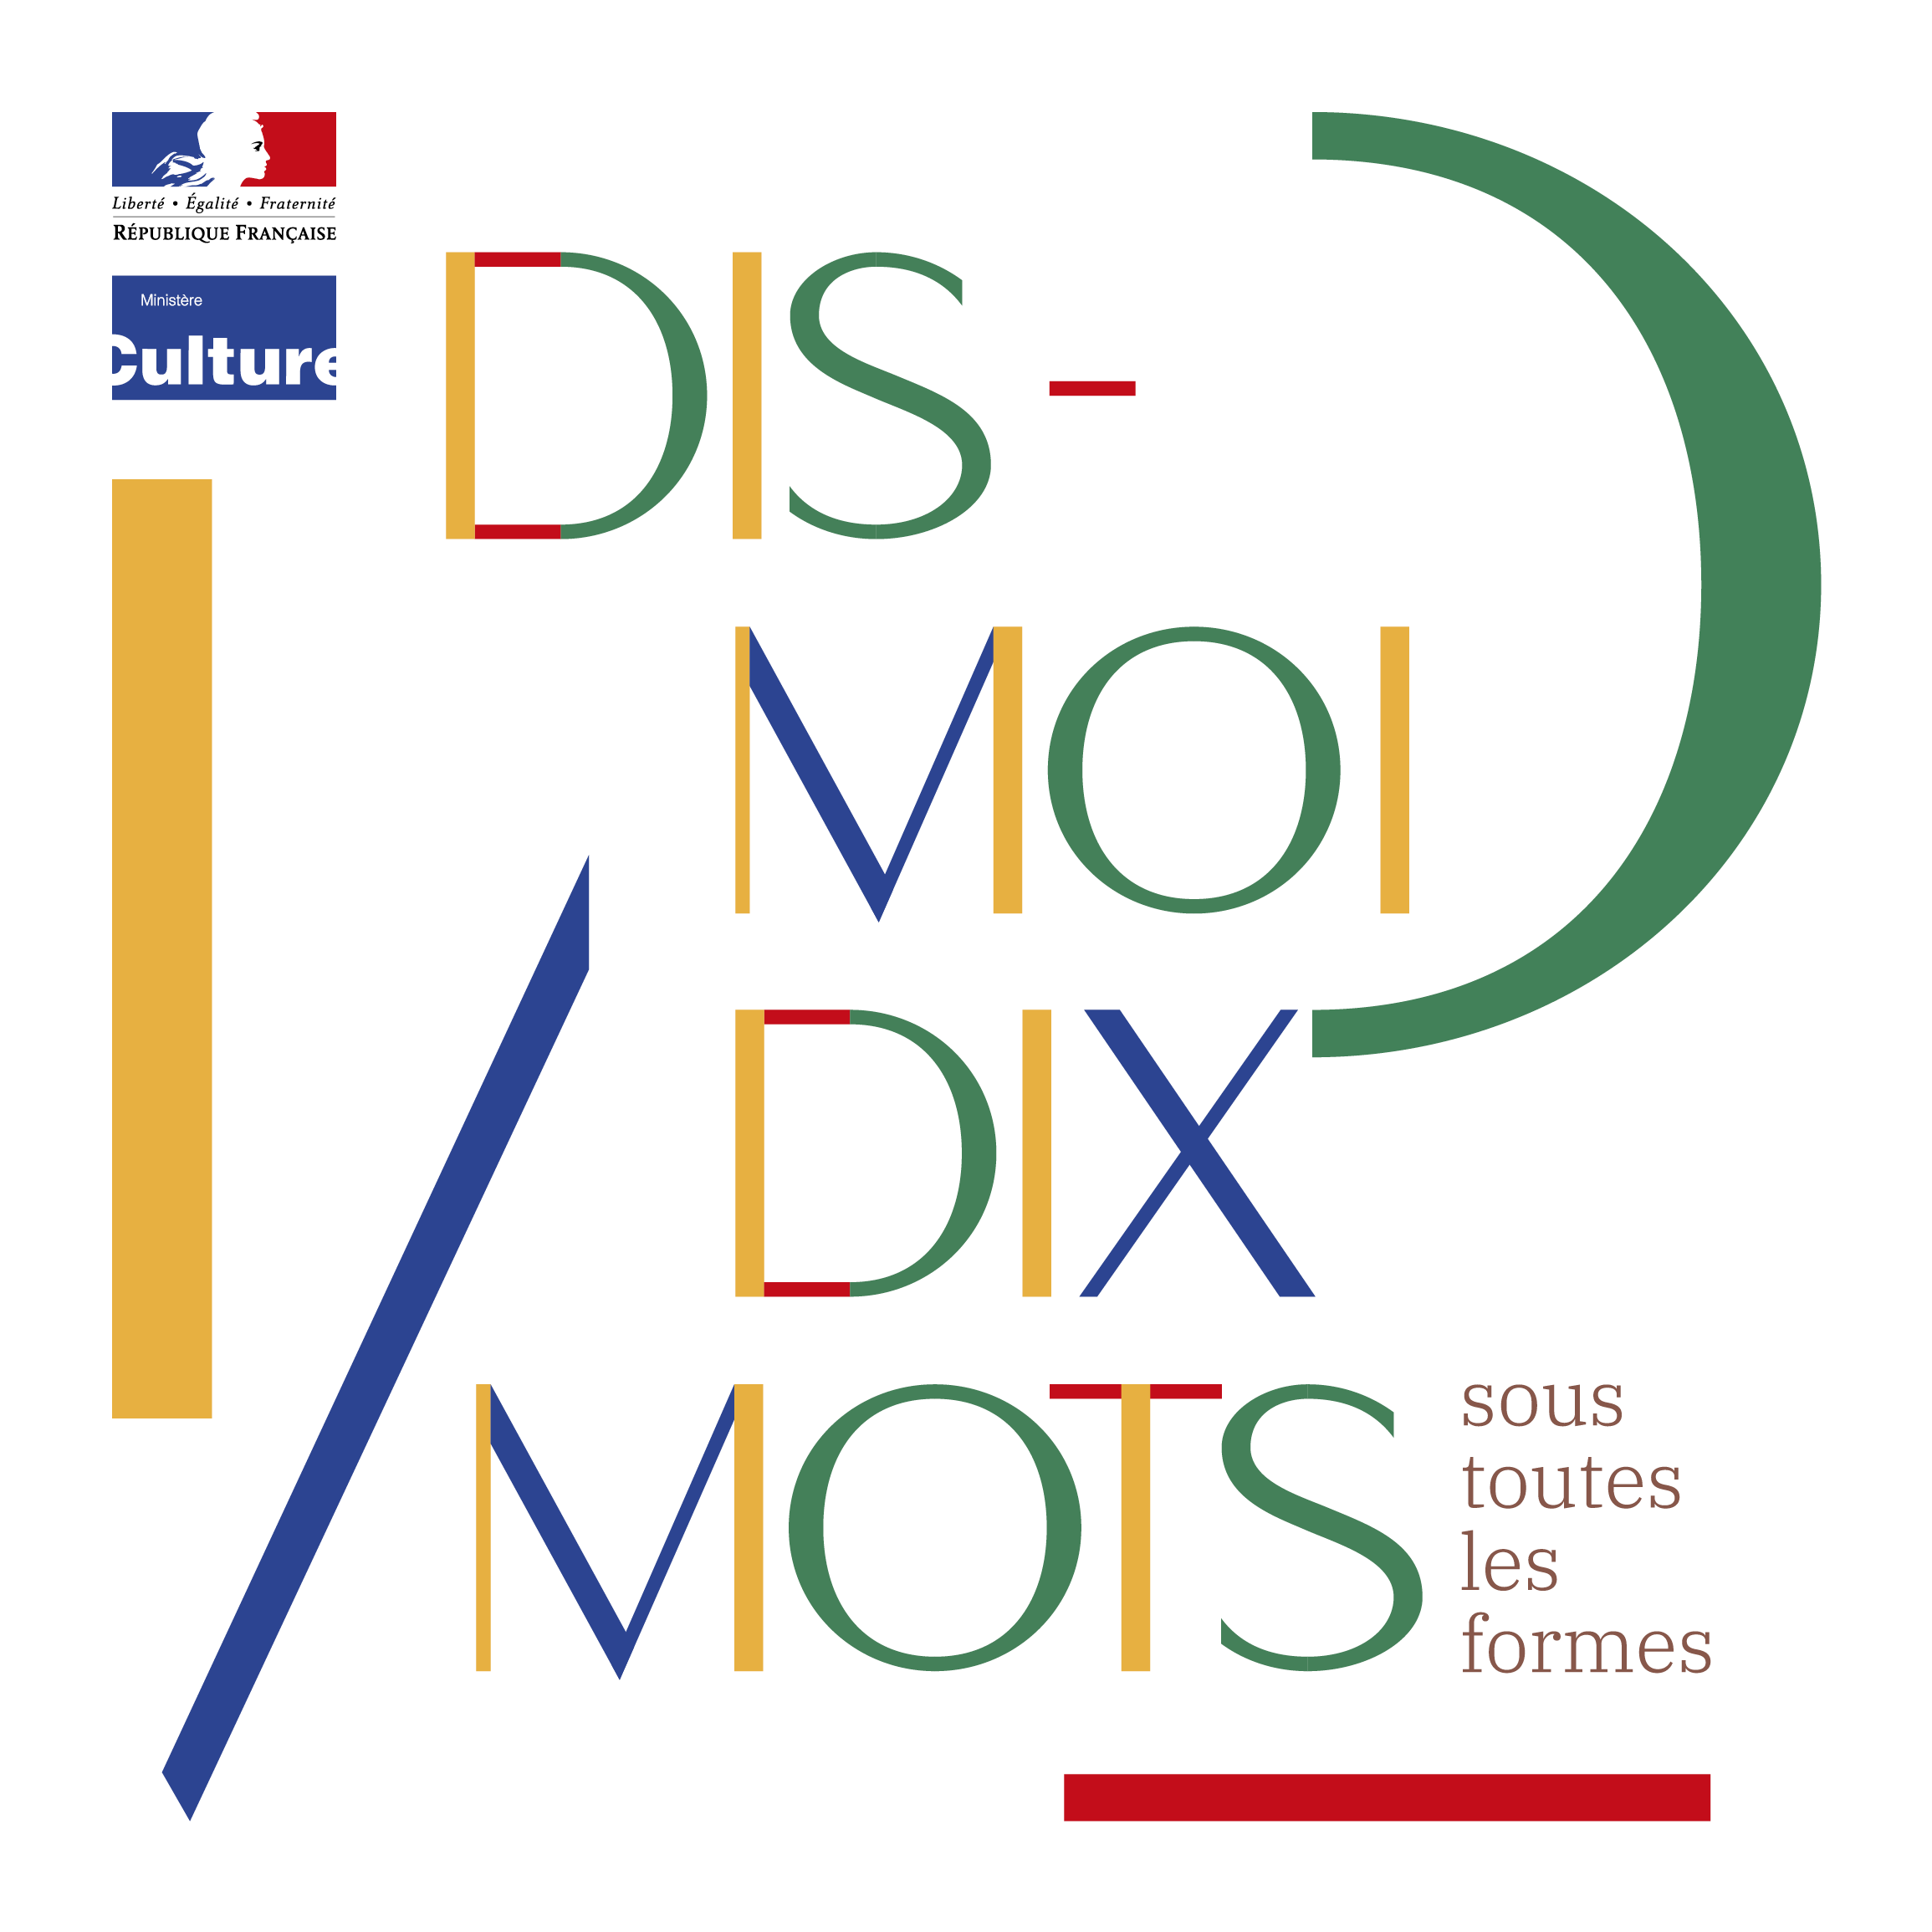 Liberté • Égalité • Fraternité
RÉPUBLIQUE FRANÇAISE
Ministère
Culture
DIS-
MOI
DIX
MOTS
sous
toutes
les
formes